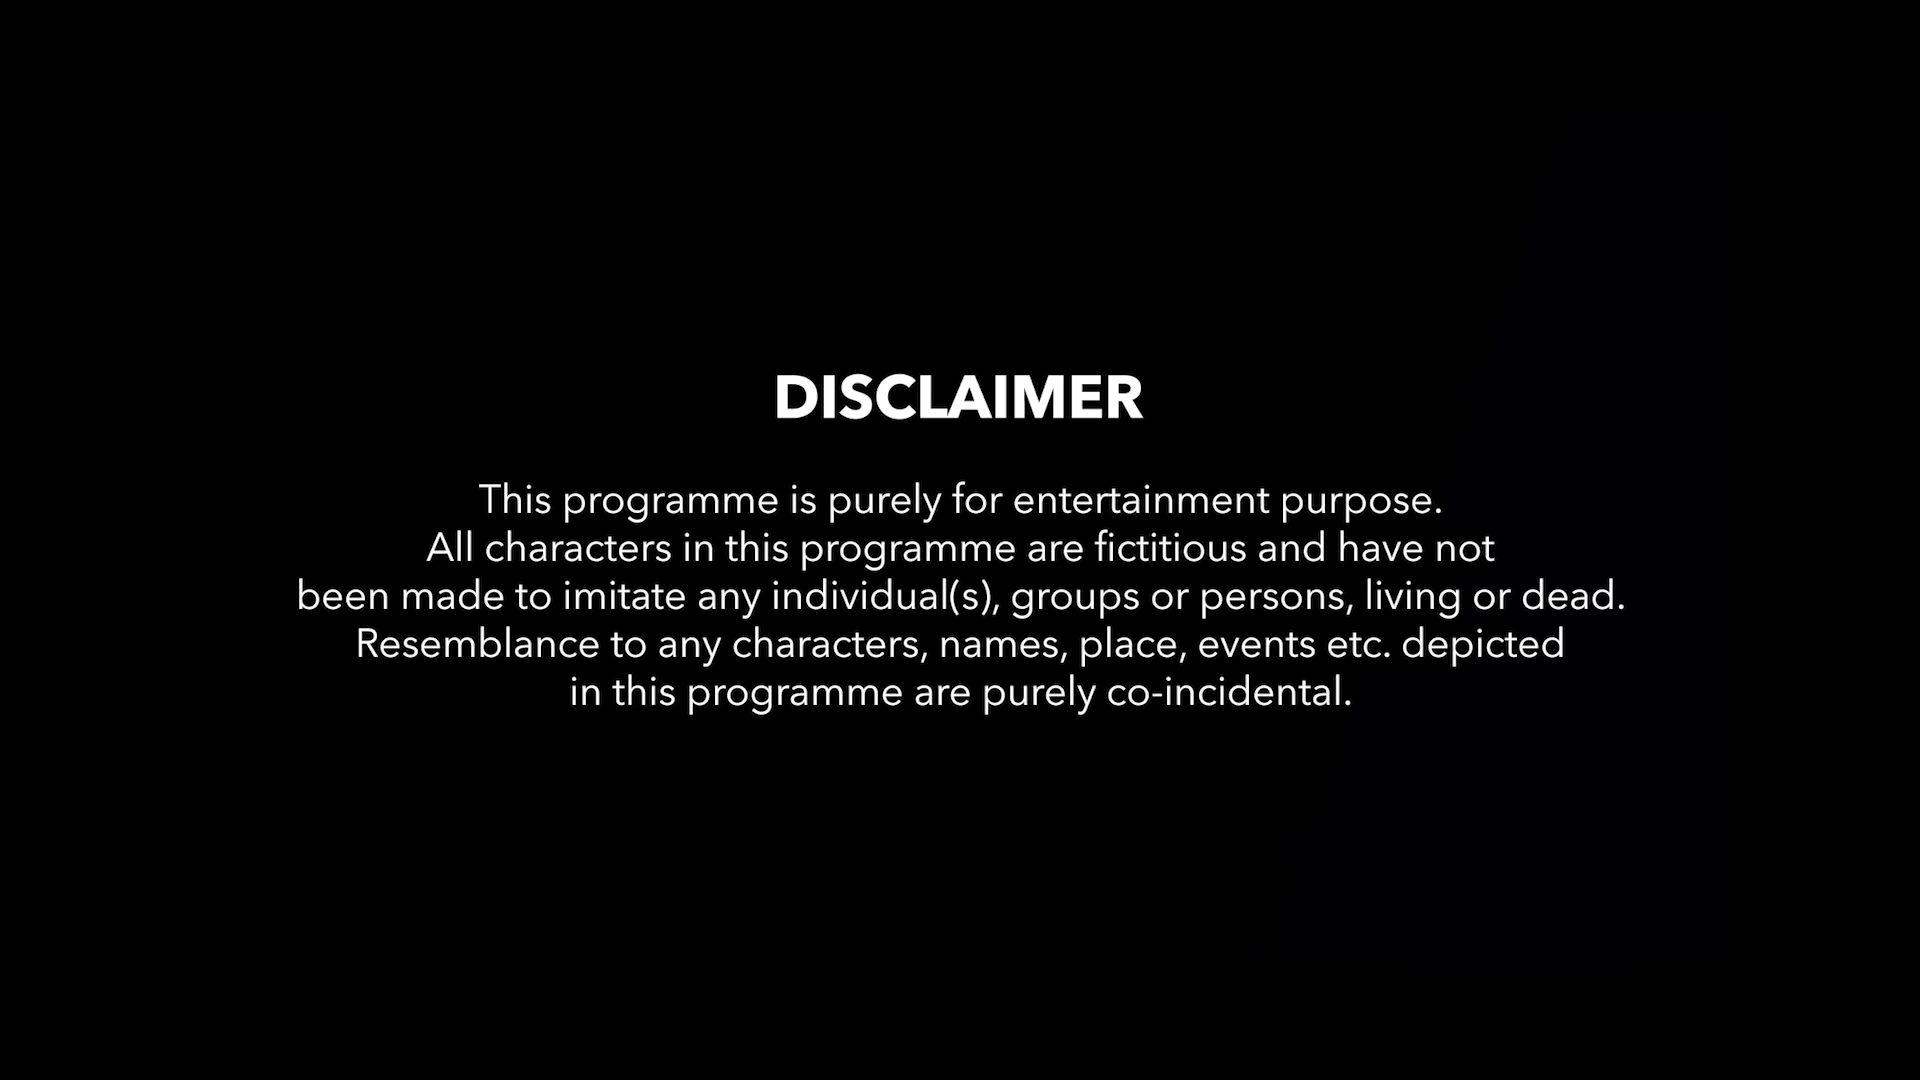 DISCLAIMER
This programme is purely for entertainment purpose.
All characters in this programme are fictitious and have not
been made to imitate any individual(s), groups or persons, living or dead.
Resemblance to any characters, names, place, events etc. depicted
in this programme are purely co-incidental.